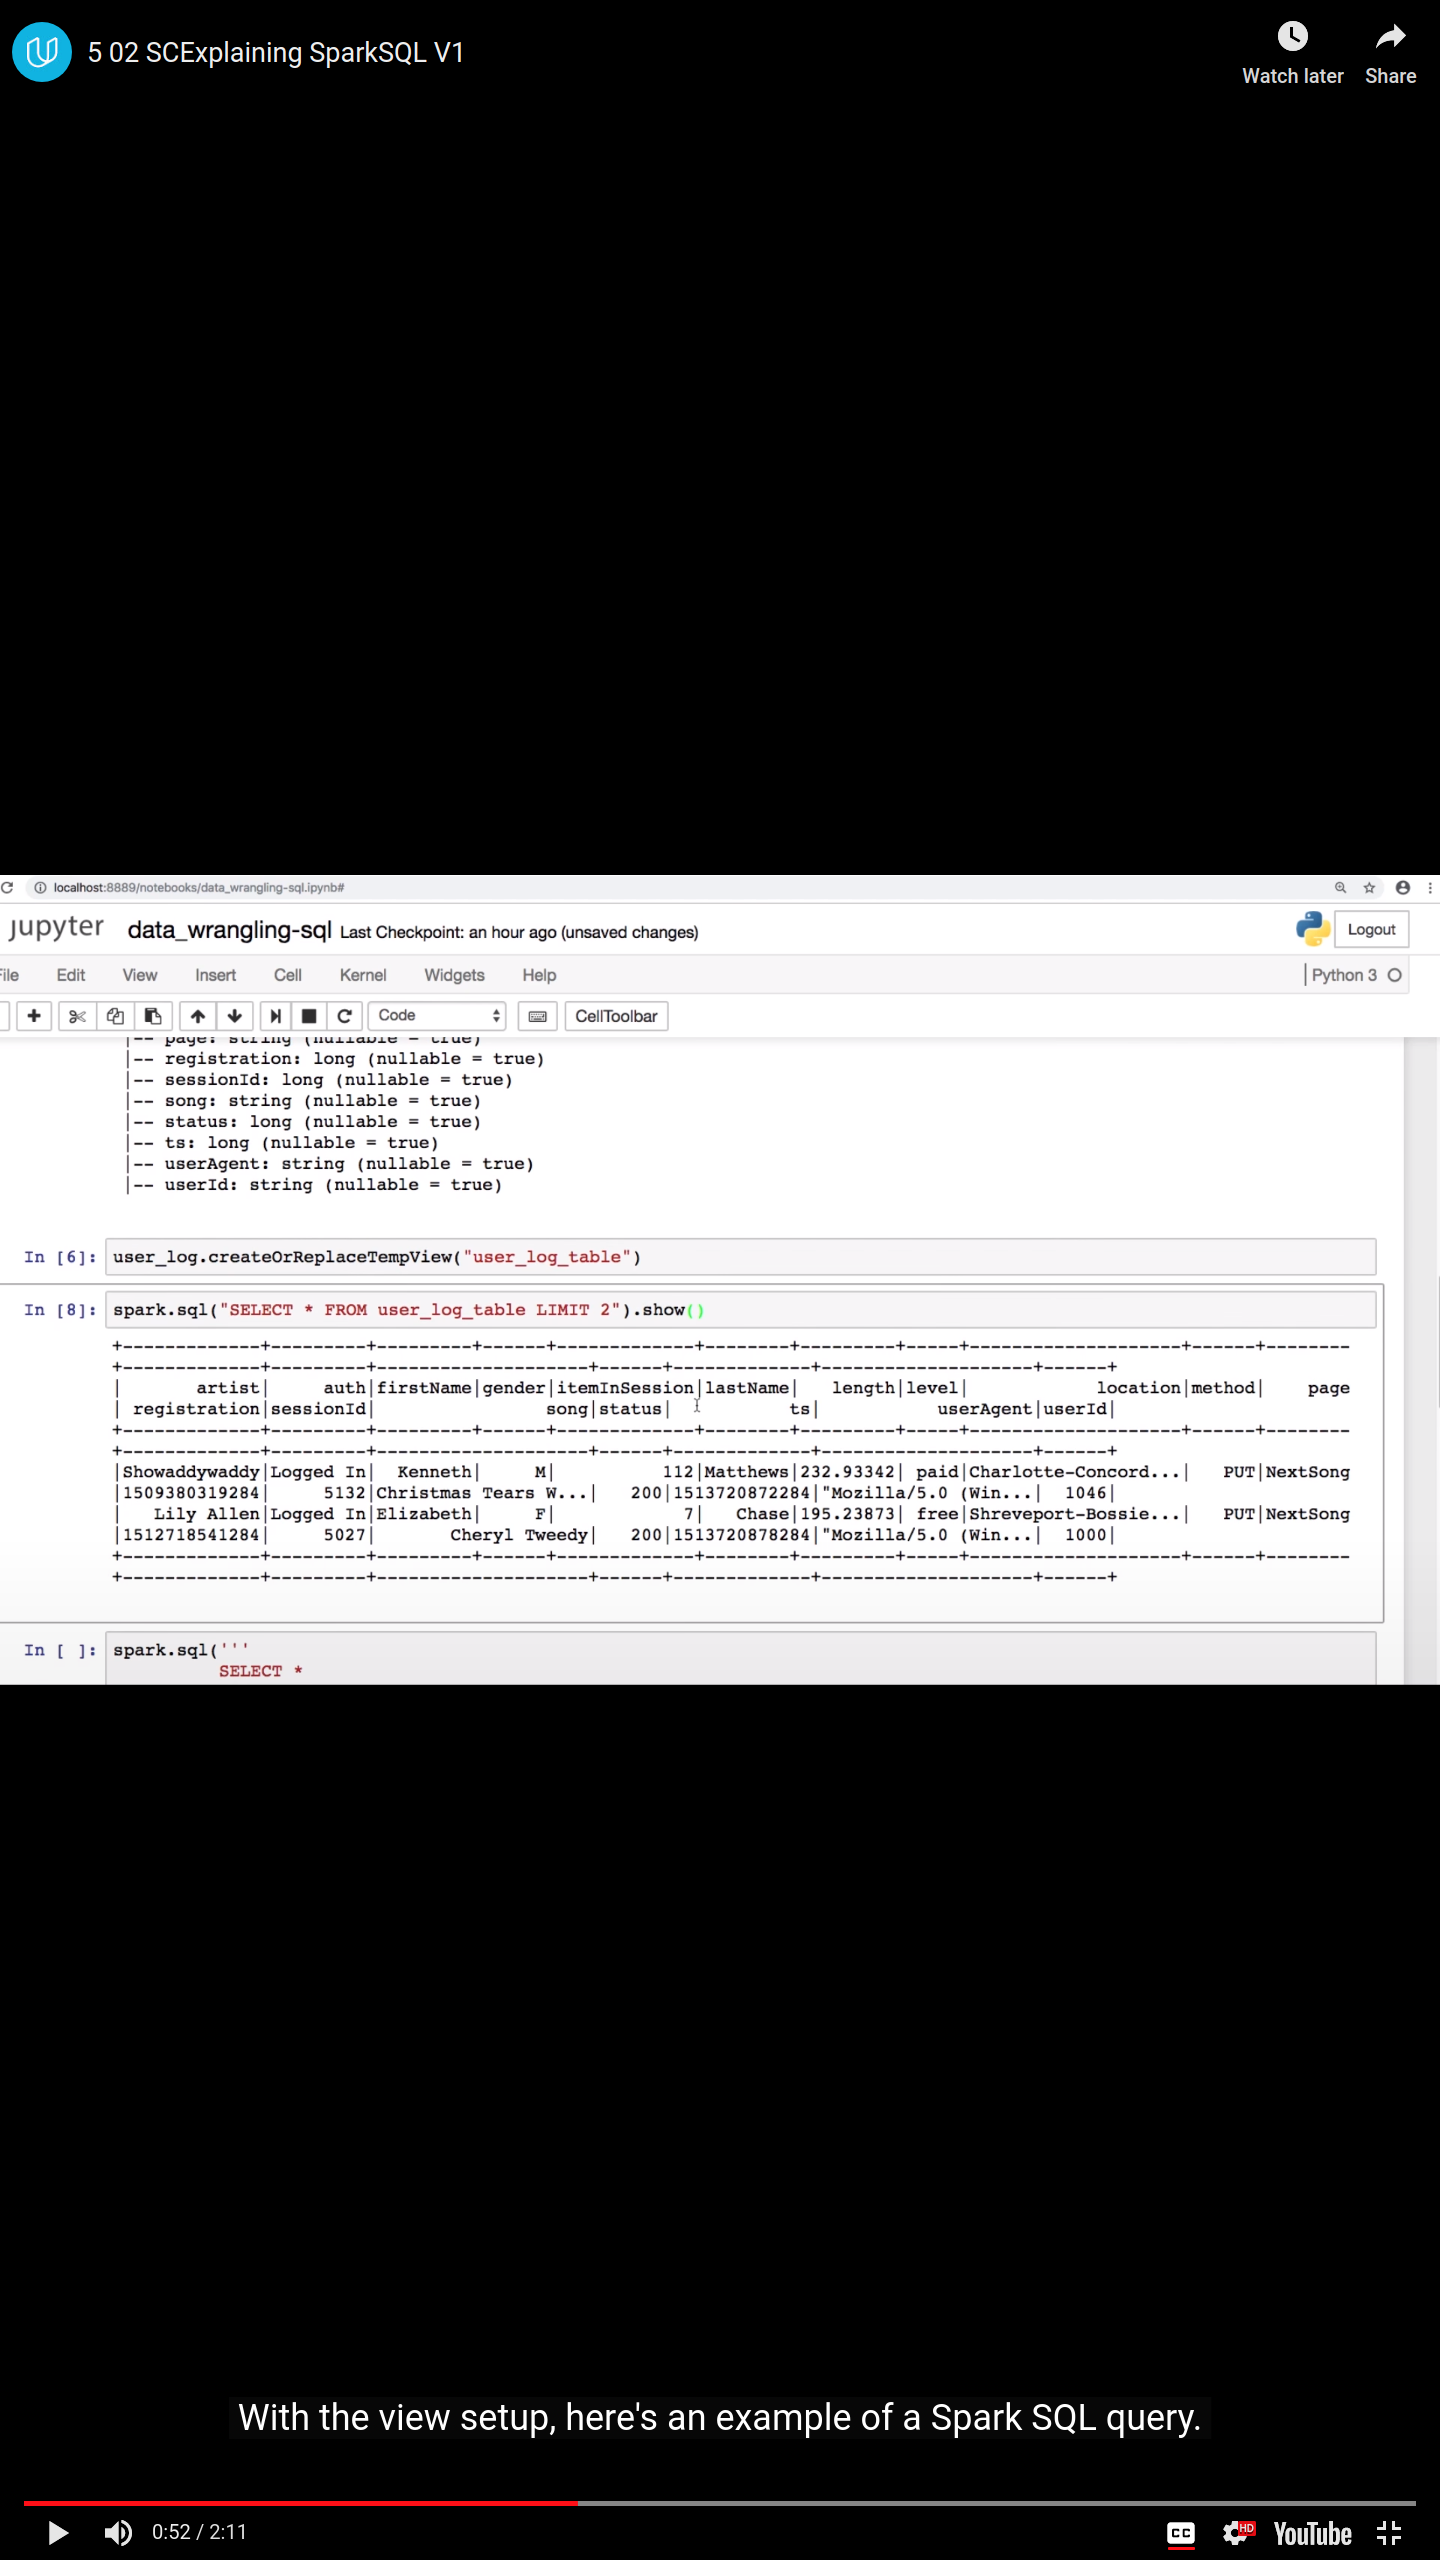 5 02 SCExplaining SparkSQL V1
Watch later
Share
localhost:8889/notebooks/data_wrangling-sql.ipynb#
jupyter data_wrangling-sql Last Checkpoint: an hour ago (unsaved changes)
Logout
File Edit View Insert Cell Kernel Widgets Help
Python 3
Code
CellToolbar
|-- page: string (nullable = true)
|-- registration: long (nullable = true)
|-- sessionId: long (nullable = true)
|-- song: string (nullable = true)
|-- status: long (nullable = true)
|-- ts: long (nullable = true)
|-- userAgent: string (nullable = true)
|-- userId: string (nullable = true)
In [6]: user_log.createOrReplaceTempView("user_log_table")
In [8]: spark.sql("SELECT * FROM user_log_table LIMIT 2").show()
+-------------+---------+---------+------+-------------+--------+---------+-----+--------------------+------+--------
+-------------+---------+--------------------+------+-------------+--------------------+------+
| artist| auth|firstName|gender|itemInSession|lastName| length|level| location|method| page
| registration|sessionId| song|status| ts| userAgent|userId|
+-------------+---------+---------+------+-------------+--------+---------+-----+--------------------+------+--------
+-------------+---------+--------------------+------+-------------+--------------------+------+
|Showaddywaddy|Logged In| Kenneth| M| 112|Matthews|232.93342| paid|Charlotte-Concord...| PUT|NextSong
|1509380319284| 5132|Christmas Tears W...| 200|1513720872284|"Mozilla/5.0 (Win...| 1046|
| Lily Allen|Logged In|Elizabeth| F| 7| Chase|195.23873| free|Shreveport-Bossie...| PUT|NextSong
|1512718541284| 5027| Cheryl Tweedy| 200|1513720878284|"Mozilla/5.0 (Win...| 1000|
+-------------+---------+---------+------+-------------+--------+---------+-----+--------------------+------+--------
+-------------+---------+--------------------+------+-------------+--------------------+------+
In [ ]: spark.sql('''
SELECT *
With the view setup, here's an example of a Spark SQL query.
0:52 / 2:11
CC
HD
YouTube